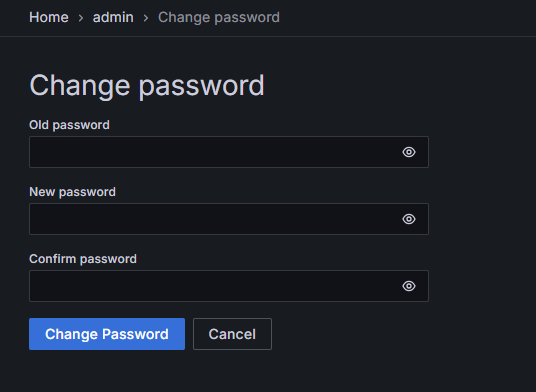 Home > admin > Change password
Change password
Old password
New password
Confirm password
Change Password Cancel